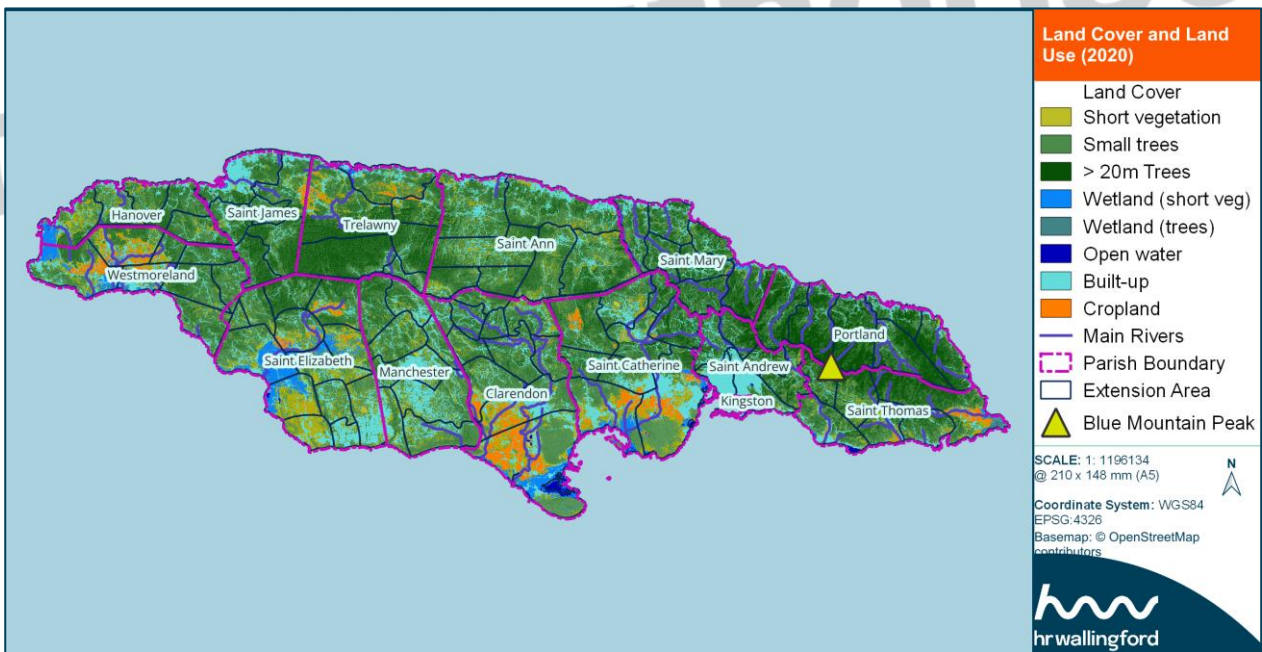 Land Cover and Land
Use (2020)
Land Cover
Short vegetation
Small trees
> 20m Trees
Wetland (short veg)
Wetland (trees)
Open water
Built-up
Cropland
Main Rivers
Parish Boundary
Extension Area
Blue Mountain Peak
SCALE: 1: 1196134
@ 210 x 148 mm (A5)
N
Coordinate System: WGS84
EPSG:4326
Basemap: © OpenStreetMap
contributors
hr wallingford
Hanover
Saint James
Trelawny
Saint Ann
Westmoreland
Saint Mary
Portland
Saint Elizabeth
Manchester
Saint Catherine
Saint Andrew
Clarendon
Kingston
Saint Thomas